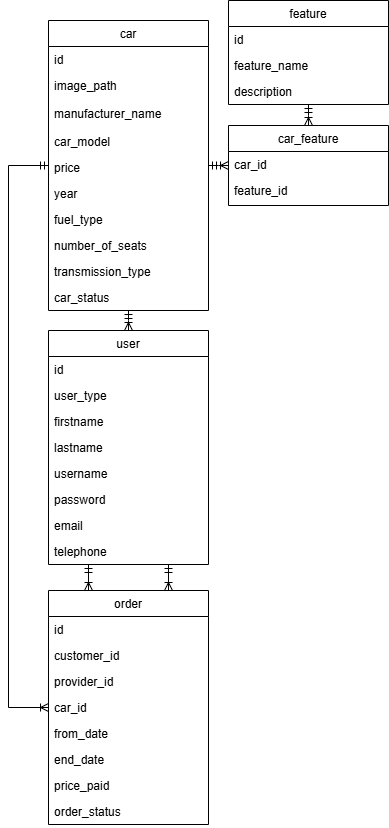 car
id
image_path
manufacturer_name
car_model
price
year
fuel_type
number_of_seats
transmission_type
car_status
feature
id
feature_name
description
car_feature
car_id
feature_id
user
id
user_type
firstname
lastname
username
password
email
telephone
order
id
customer_id
provider_id
car_id
from_date
end_date
price_paid
order_status